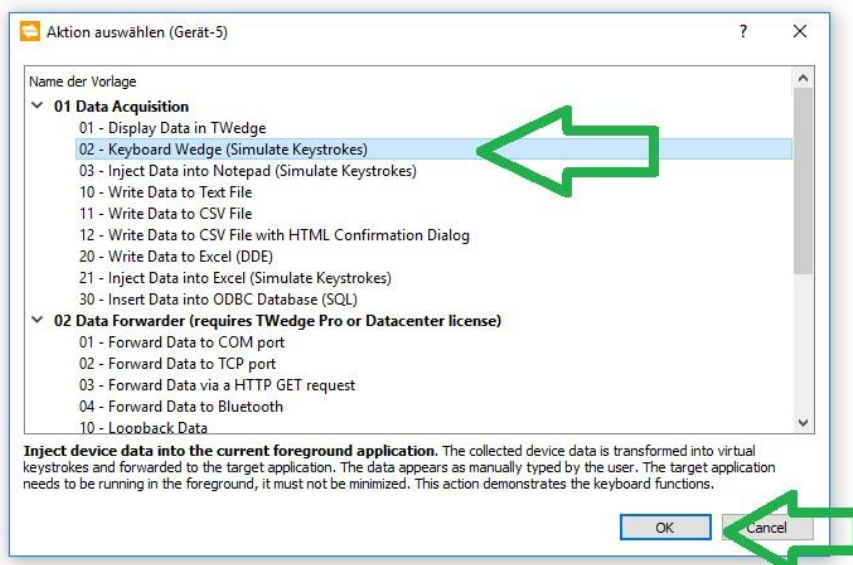 Aktion auswählen (Gerät-5)
Name der Vorlage
01 Data Acquisition
01 - Display Data in TWedge
02 - Keyboard Wedge (Simulate Keystrokes)
03 - Inject Data into Notepad (Simulate Keystrokes)
10 - Write Data to Text File
11 - Write Data to CSV File
12 - Write Data to CSV File with HTML Confirmation Dialog
20 - Write Data to Excel (DDE)
21 - Inject Data into Excel (Simulate Keystrokes)
30 - Insert Data into ODBC Database (SQL)
02 Data Forwarder (requires TWedge Pro or Datacenter license)
01 - Forward Data to COM port
02 - Forward Data to TCP port
03 - Forward Data via a HTTP GET request
04 - Forward Data to Bluetooth
10 - Loopback Data
Inject device data into the current foreground application. The collected device data is transformed into virtual
keystrokes and forwarded to the target application. The data appears as manually typed by the user. The target application
needs to be running in the foreground, it must not be minimized. This action demonstrates the keyboard functions.
OK Cancel